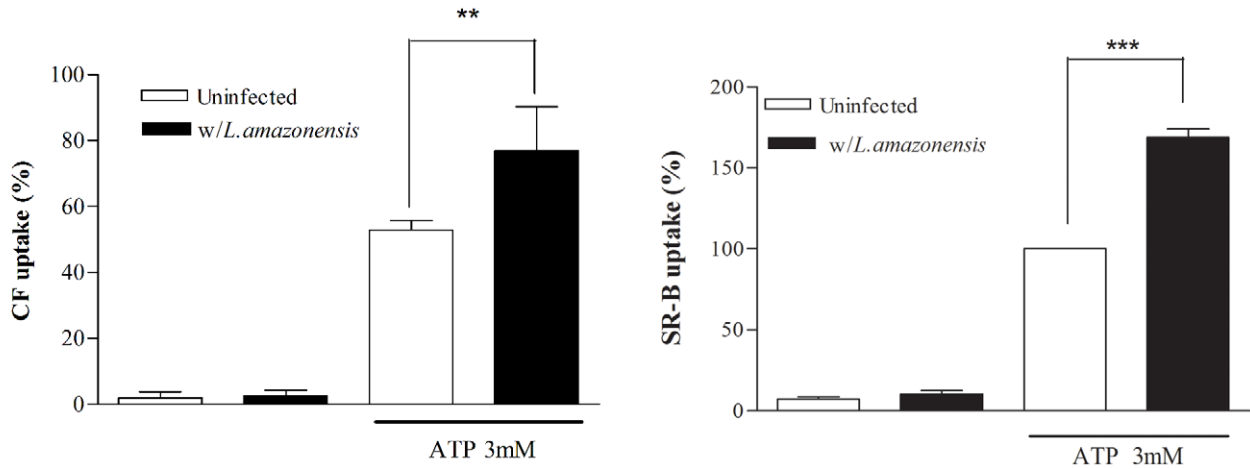 **
100
80
60
40
20
0
CF uptake (%)
Uninfected
w/L.amazonensis
ATP 3mM
***
200
150
100
50
0
SR-B uptake (%)
Uninfected
w/L.amazonensis
ATP 3mM